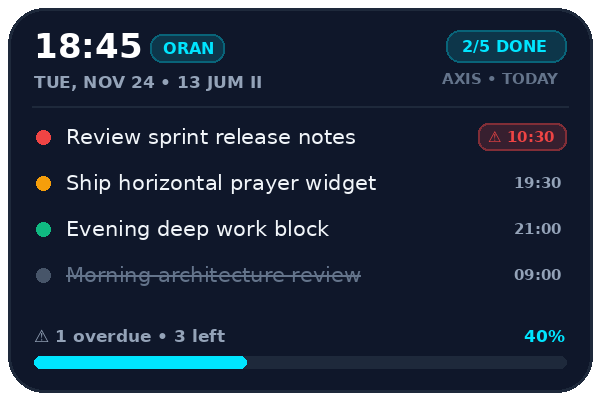 18:45 ORAN 2/5 DONE
TUE, NOV 24 • 13 JUM II AXIS • TODAY
Review sprint release notes ⚠ 10:30
Ship horizontal prayer widget 19:30
Evening deep work block 21:00
Morning architecture review 09:00
⚠ 1 overdue • 3 left 40%